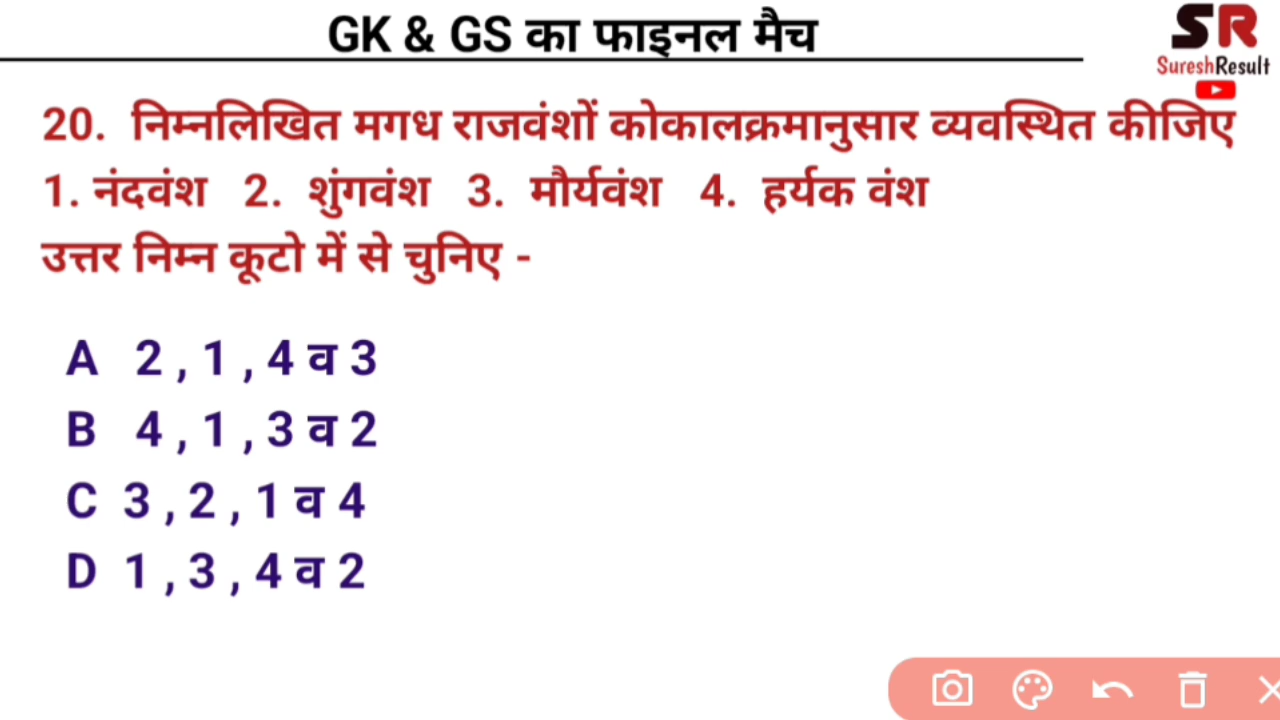 GK & GS का फाइनल मैच
SR
SureshResult
20. निम्नलिखित मगध राजवंशों कोकालक्रमानुसार व्यवस्थित कीजिए
1. नंदवंश 2. शुंगवंश 3. मौर्यवंश 4. हर्यक वंश
उत्तर निम्न कूटो में से चुनिए -
A 2 , 1 , 4 व 3
B 4 , 1 , 3 व 2
C 3 , 2 , 1 व 4
D 1 , 3 , 4 व 2